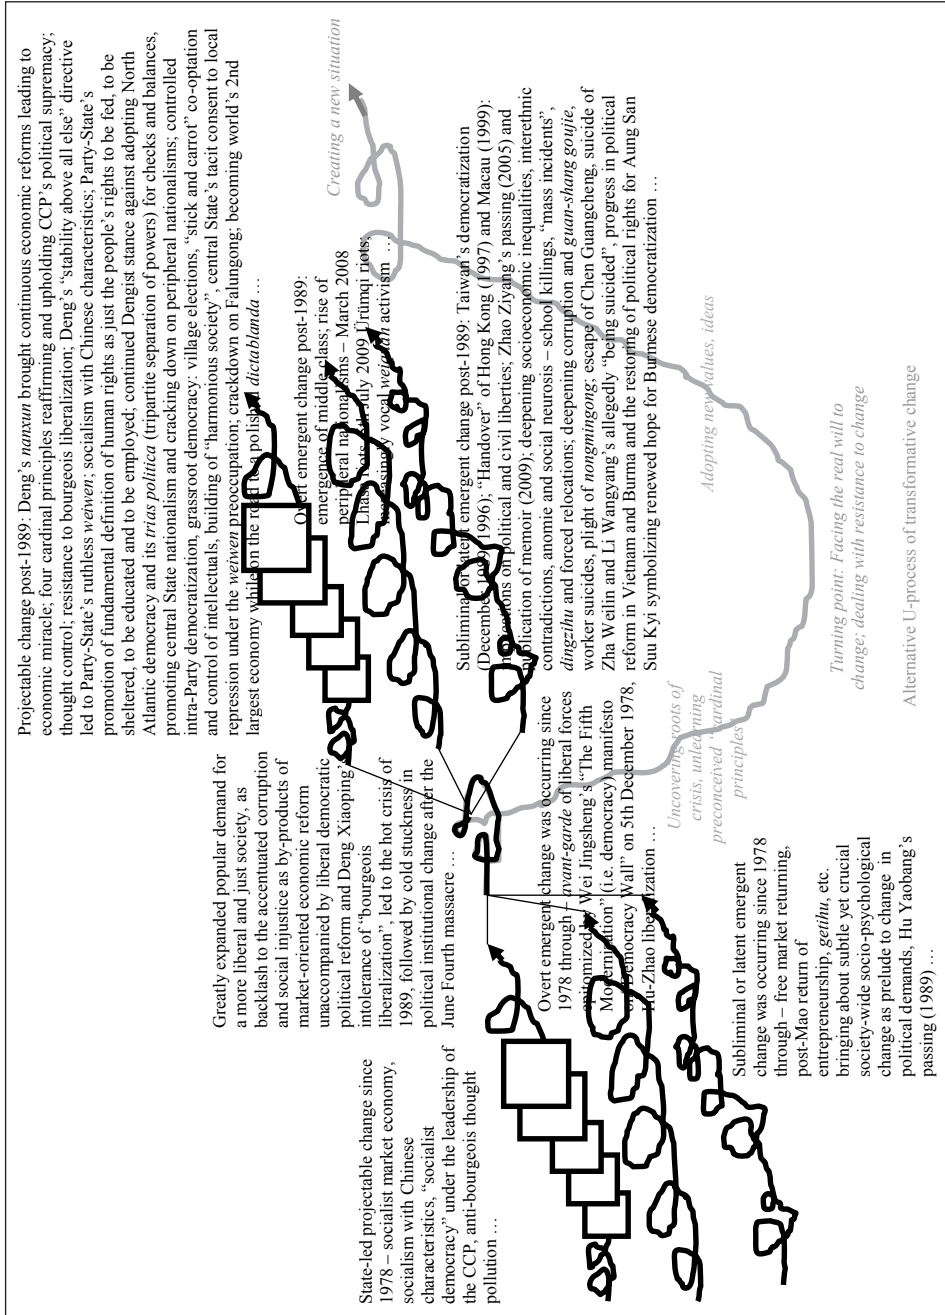 State-led projectable change since
1978 – socialist market economy,
socialism with Chinese
characteristics, "socialist
democracy" under the leadership of
the CCP, anti-bourgeois thought
pollution …
Greatly expanded popular demand for
a more liberal and just society, as
backlash to the accentuated corruption
and social injustice as by-products of
market-oriented economic reform
unaccompanied by liberal democratic
political reform and Deng Xiaoping's
intolerance of "bourgeois
liberalization", led to the hot crisis of
1989, followed by cold stuckness in
political institutional change after the
June Fourth massacre …
Projectable change post-1989: Deng's nanxun brought continuous economic reforms leading to
economic miracle; four cardinal principles reaffirming and upholding CCP's political supremacy;
thought control; resistance to bourgeois liberalization; Deng's "stability above all else" directive
led to Party-State's ruthless weiwen; socialism with Chinese characteristics; Party-State's
promotion of fundamental definition of human rights as just the people's rights to be fed, to be
sheltered, to be educated and to be employed; continued Dengist stance against adopting North
Atlantic democracy and its trias politica (tripartite separation of powers) for checks and balances,
promoting central State nationalism and cracking down on peripheral nationalisms; controlled
intra-Party democratization, grassroot democracy: village elections, "stick and carrot" co-optation
and control of intellectuals, building of "harmonious society", central State's tacit consent to local
repression under the weiwen preoccupation; crackdown on Falungong; becoming world's 2nd
largest economy while on the road to a polished dictablanda …
Overt emergent change post-1989:
emergence of middle class; rise of
peripheral nationalisms – March 2008
Lhasa riots, 5th July 2009 Ürümqi riots;
increasingly vocal weiquan activism …
Creating a new situation
Overt emergent change was occurring since
1978 through – avant-garde of liberal forces
epitomized by Wei Jingsheng's "The Fifth
Modernization" (i.e. democracy) manifesto
on "Democracy Wall" on 5th December 1978,
Hu-Zhao liberalization …
Subliminal or latent emergent change post-1989: Taiwan's democratization
(December 1989, 1996); "Handover" of Hong Kong (1997) and Macau (1999):
implications on political and civil liberties; Zhao Ziyang's passing (2005) and
publication of memoir (2009); deepening socioeconomic inequalities, interethnic
contradictions, anomie and social neurosis – school killings, "mass incidents",
dingzihu and forced relocations; deepening corruption and guan-shang goujie,
worker suicides, plight of nongmingong; escape of Chen Guangcheng, suicide of
Zha Weilin and Li Wangyang's allegedly "being suicided", progress in political
reform in Vietnam and Burma and the restoring of political rights for Aung San
Suu Kyi symbolizing renewed hope for Burmese democratization …
Subliminal or latent emergent
change was occurring since 1978
through – free market returning,
post-Mao return of
entrepreneurship, getihu, etc.
bringing about subtle yet crucial
society-wide socio-psychological
change as prelude to change in
political demands, Hu Yaobang's
passing (1989) …
Uncovering roots of
crisis, unlearning
preconceived "cardinal
principles"
Adopting new values, ideas
Turning point: Facing the real will to
change; dealing with resistance to change
Alternative U-process of transformative change